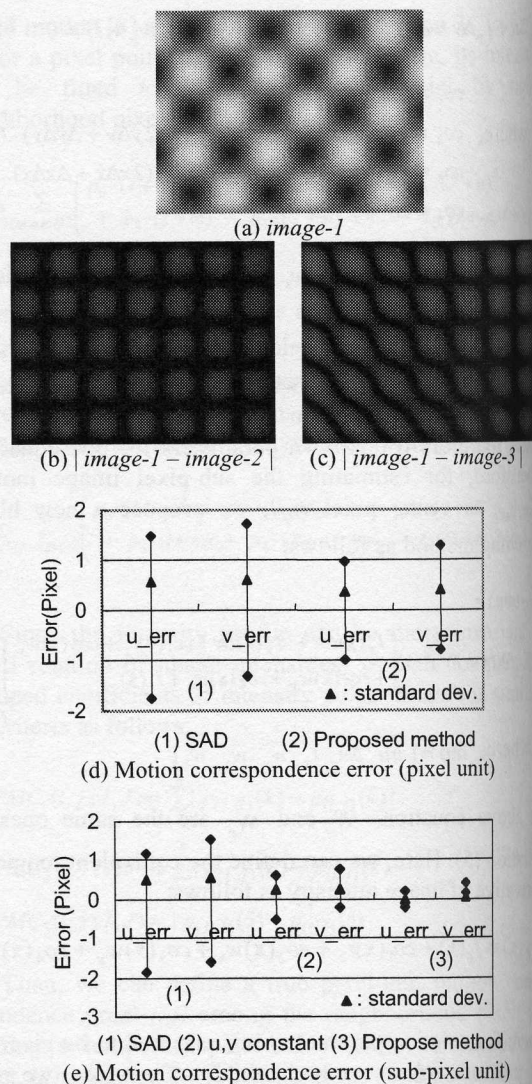 (a) image-1
(b) | image-1 – image-2 |
(c) | image-1 – image-3 |
2
1
0
-1
-2
Error(Pixel)
u_err
v_err
u_err
v_err
(1)
(2)
▲ : standard dev.
(1) SAD (2) Proposed method
(d) Motion correspondence error (pixel unit)
2
1
0
-1
-2
-3
Error (Pixel)
u_err v_err u_err v_err u_err v_err
(1)
(2)
(3)
▲ : standard dev.
(1) SAD (2) u,v constant (3) Propose method
(e) Motion correspondence error (sub-pixel unit)